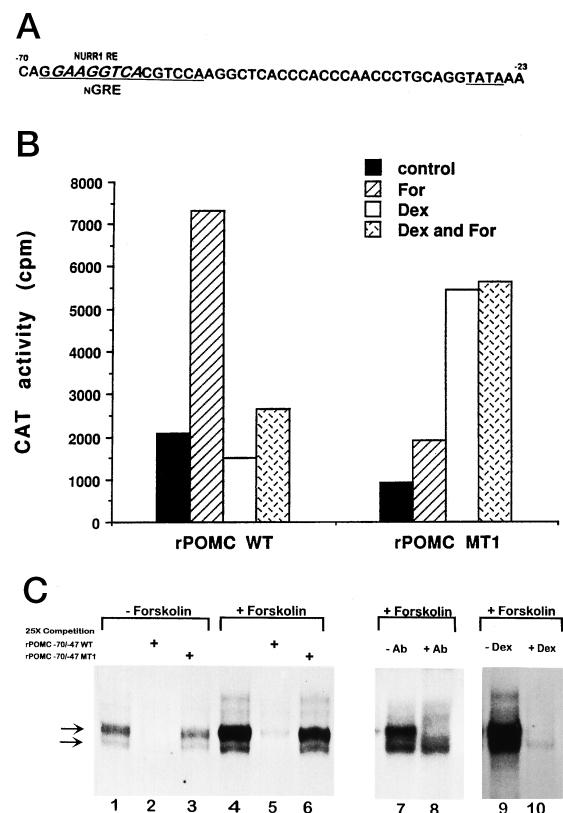 A
-70 NURR1 RE -23
CAGGAAGGTCACGTCCAAGGCTCACCCACCCAACCCTGCAGGTATAAA
NGRE
B
control
For
Dex
Dex and For
8000
7000
6000
5000
4000
3000
2000
1000
0
CAT activity (cpm)
rPOMC WT rPOMC MT1
C
- Forskolin + Forskolin + Forskolin + Forskolin
25X Competition
rPOMC -70/-47 WT + + - Ab + Ab - Dex + Dex
rPOMC -70/-47 MT1 + +
1 2 3 4 5 6 7 8 9 10